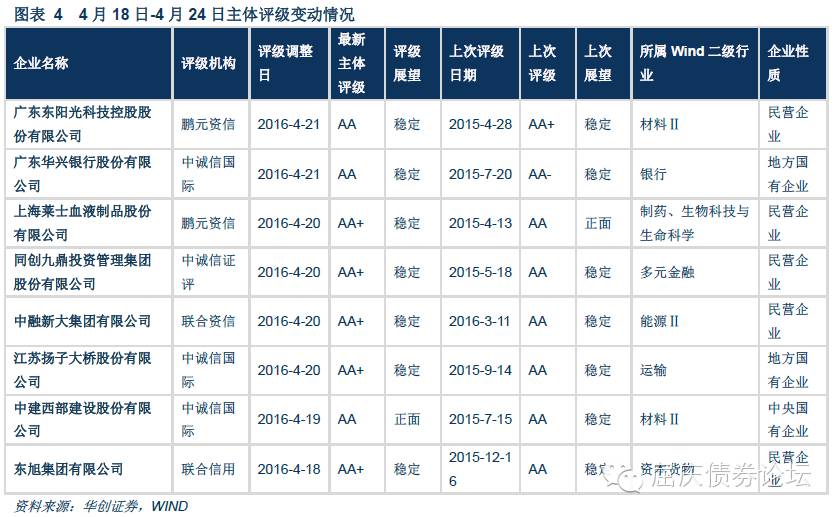 图表 4 4 月 18 日-4 月 24 日主体评级变动情况
企业名称 评级机构 评级调整日 最新主体评级 评级展望 上次评级日期 上次评级 上次展望 所属 Wind 二级行业 企业性质
广东东阳光科技控股股份有限公司 鹏元资信 2016-4-21 AA 稳定 2015-4-28 AA+ 稳定 材料Ⅱ 民营企业
广东华兴银行股份有限公司 中诚信国际 2016-4-21 AA 稳定 2015-7-20 AA- 稳定 银行 地方国有企业
上海莱士血液制品股份有限公司 鹏元资信 2016-4-20 AA+ 稳定 2015-4-13 AA 正面 制药、生物科技与生命科学 民营企业
同创九鼎投资管理集团股份有限公司 中诚信证评 2016-4-20 AA+ 稳定 2015-5-18 AA 稳定 多元金融 民营企业
中融新大集团有限公司 联合资信 2016-4-20 AA+ 稳定 2016-3-11 AA 稳定 能源Ⅱ 民营企业
江苏扬子大桥股份有限公司 中诚信国际 2016-4-20 AA+ 稳定 2015-9-14 AA 稳定 运输 地方国有企业
中建西部建设股份有限公司 中诚信国际 2016-4-19 AA 正面 2015-7-15 AA 稳定 材料Ⅱ 中央国有企业
东旭集团有限公司 联合信用 2016-4-18 AA+ 稳定 2015-12-16 AA 稳定 资本货物 民营企业
屈庆债券论坛
资料来源：华创证券，WIND